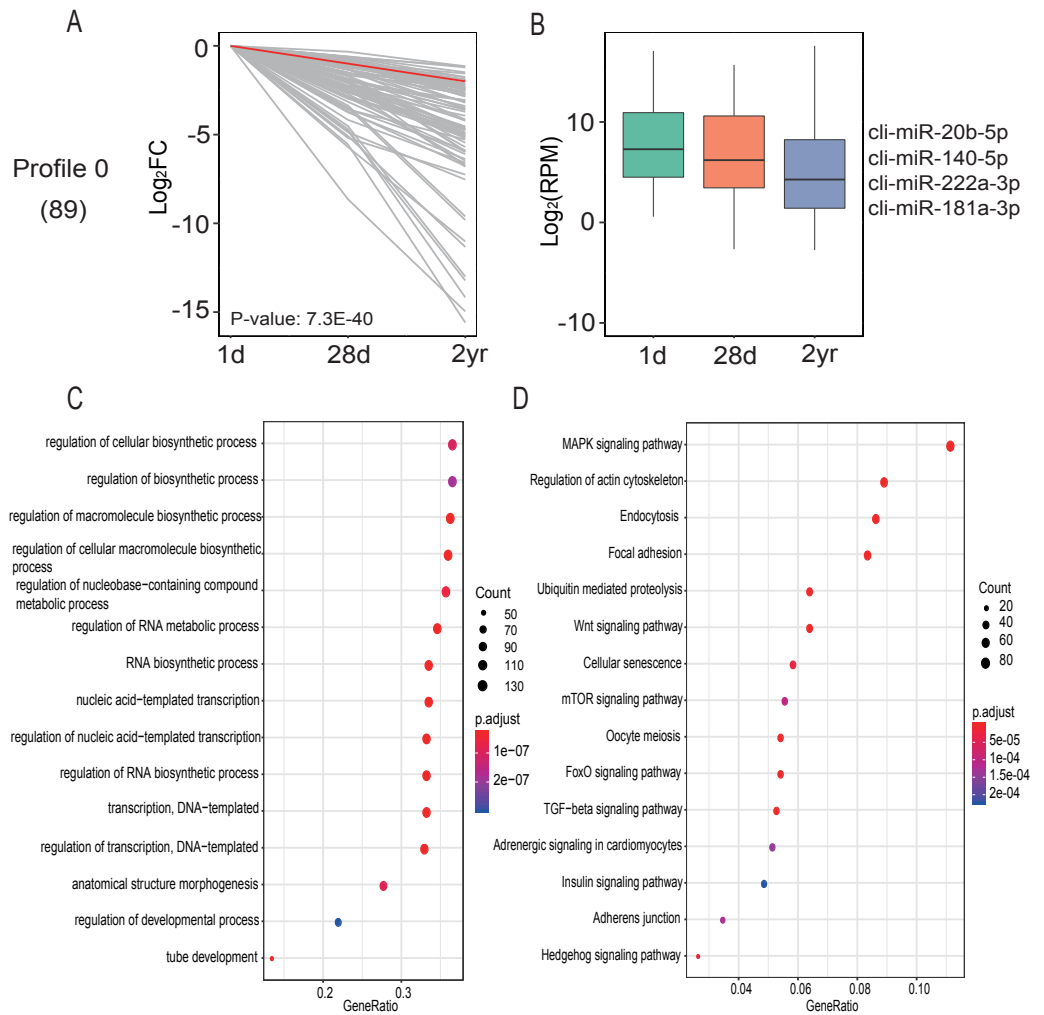 A
B
Profile 0
(89)
Log₂FC
0
-5
-10
-15
P-value: 7.3E-40
1d
28d
2yr
Log₂(RPM)
10
0
-10
1d
28d
2yr
cli-miR-20b-5p
cli-miR-140-5p
cli-miR-222a-3p
cli-miR-181a-3p
C
regulation of cellular biosynthetic process
regulation of biosynthetic process
regulation of macromolecule biosynthetic process
regulation of cellular macromolecule biosynthetic
process
regulation of nucleobase−containing compound
metabolic process
regulation of RNA metabolic process
RNA biosynthetic process
nucleic acid−templated transcription
regulation of nucleic acid−templated transcription
regulation of RNA biosynthetic process
transcription, DNA−templated
regulation of transcription, DNA−templated
anatomical structure morphogenesis
regulation of developmental process
tube development
0.2
0.3
GeneRatio
Count
50
70
90
110
130
p.adjust
1e−07
2e−07
D
MAPK signaling pathway
Regulation of actin cytoskeleton
Endocytosis
Focal adhesion
Ubiquitin mediated proteolysis
Wnt signaling pathway
Cellular senescence
mTOR signaling pathway
Oocyte meiosis
FoxO signaling pathway
TGF−beta signaling pathway
Adrenergic signaling in cardiomyocytes
Insulin signaling pathway
Adherens junction
Hedgehog signaling pathway
0.04
0.06
0.08
0.10
GeneRatio
Count
20
40
60
80
p.adjust
5e−05
1e−04
1.5e−04
2e−04